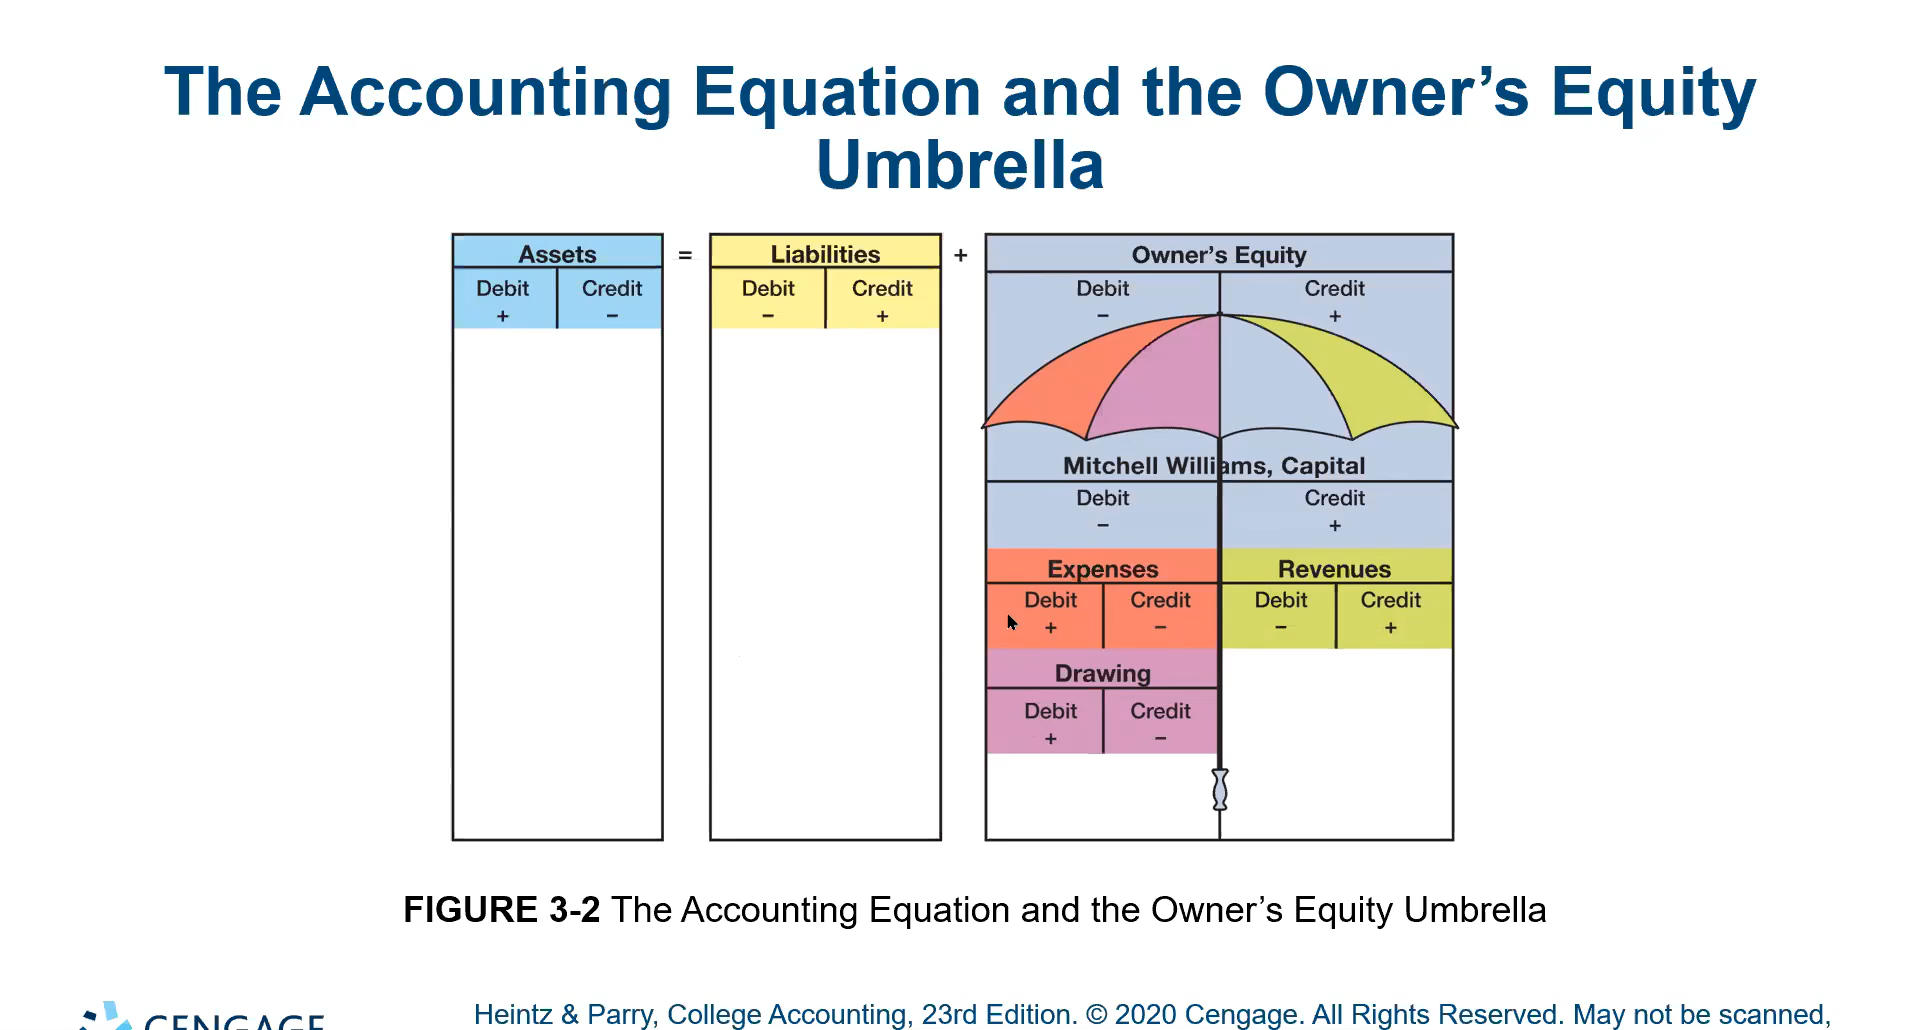 The Accounting Equation and the Owner’s Equity
Umbrella
Assets = Liabilities + Owner’s Equity
Debit Credit Debit Credit Debit Credit
+ − − + − +
Mitchell Williams, Capital
Debit Credit
− +
Expenses Revenues
Debit Credit Debit Credit
+ − − +
Drawing
Debit Credit
+ −
FIGURE 3-2 The Accounting Equation and the Owner’s Equity Umbrella
CENGAGE
Heintz & Parry, College Accounting, 23rd Edition. © 2020 Cengage. All Rights Reserved. May not be scanned,